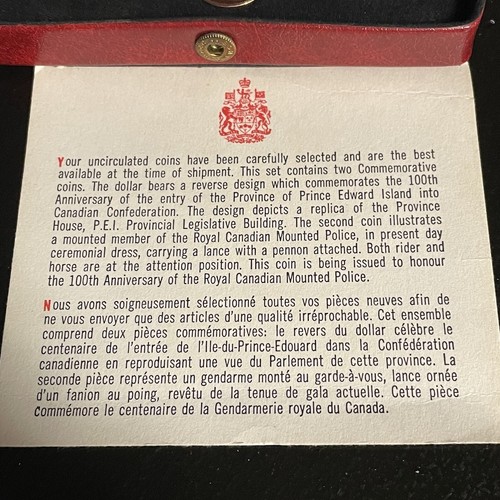 Your uncirculated coins have been carefully selected and are the best
available at the time of shipment. This set contains two Commemorative
coins. The dollar bears a reverse design which commemorates the 100th
Anniversary of the entry of the Province of Prince Edward Island into
Canadian Confederation. The design depicts a replica of the Province
House, P.E.I. Provincial Legislative Building. The second coin illustrates
a mounted member of the Royal Canadian Mounted Police, in present day
ceremonial dress, carrying a lance with a pennon attached. Both rider and
horse are at the attention position. This coin is being issued to honour
the 100th Anniversary of the Royal Canadian Mounted Police.
Nous avons soigneusement sélectionné toutes vos pièces neuves afin de
ne vous envoyer que des articles d'une qualité irréprochable. Cet ensemble
comprend deux pièces commémoratives: le revers du dollar célèbre le
centenaire de l'entrée de l'Ile-du-Prince-Edouard dans la Confédération
canadienne en reproduisant une vue du Parlement de cette province. La
seconde pièce représente un gendarme monté au garde-à-vous, lance ornée
d'un fanion au poing, revêtu de la tenue de gala actuelle. Cette pièce
commémore le centenaire de la Gendarmerie royale du Canada.